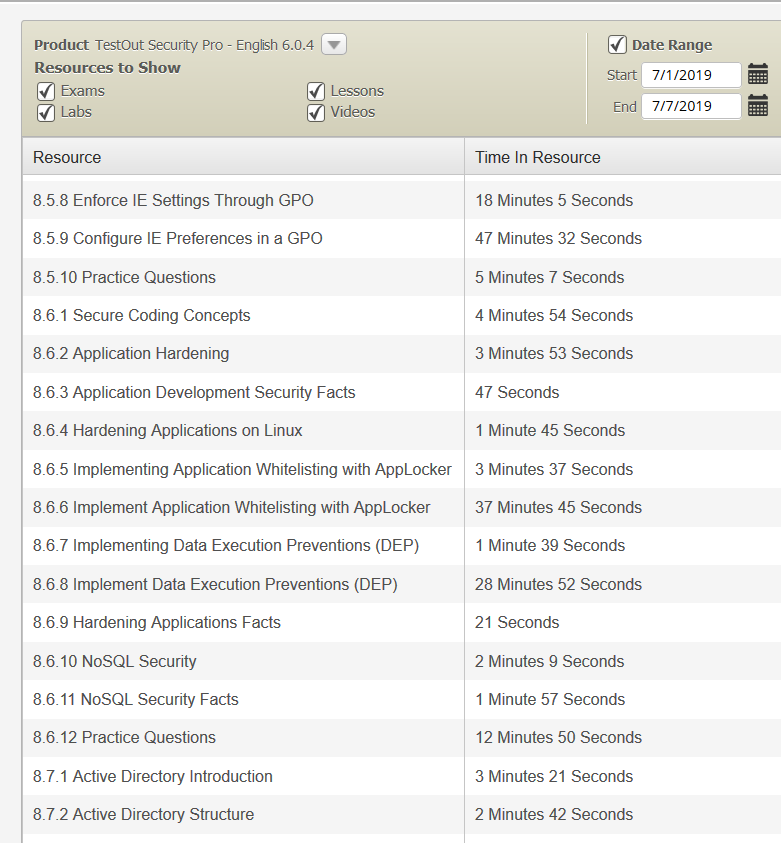 Product TestOut Security Pro - English 6.0.4
Date Range
Resources to Show
Start 7/1/2019
Exams
Lessons
Labs
Videos
End 7/7/2019
Resource Time In Resource
8.5.8 Enforce IE Settings Through GPO 18 Minutes 5 Seconds
8.5.9 Configure IE Preferences in a GPO 47 Minutes 32 Seconds
8.5.10 Practice Questions 5 Minutes 7 Seconds
8.6.1 Secure Coding Concepts 4 Minutes 54 Seconds
8.6.2 Application Hardening 3 Minutes 53 Seconds
8.6.3 Application Development Security Facts 47 Seconds
8.6.4 Hardening Applications on Linux 1 Minute 45 Seconds
8.6.5 Implementing Application Whitelisting with AppLocker 3 Minutes 37 Seconds
8.6.6 Implement Application Whitelisting with AppLocker 37 Minutes 45 Seconds
8.6.7 Implementing Data Execution Preventions (DEP) 1 Minute 39 Seconds
8.6.8 Implement Data Execution Preventions (DEP) 28 Minutes 52 Seconds
8.6.9 Hardening Applications Facts 21 Seconds
8.6.10 NoSQL Security 2 Minutes 9 Seconds
8.6.11 NoSQL Security Facts 1 Minute 57 Seconds
8.6.12 Practice Questions 12 Minutes 50 Seconds
8.7.1 Active Directory Introduction 3 Minutes 21 Seconds
8.7.2 Active Directory Structure 2 Minutes 42 Seconds